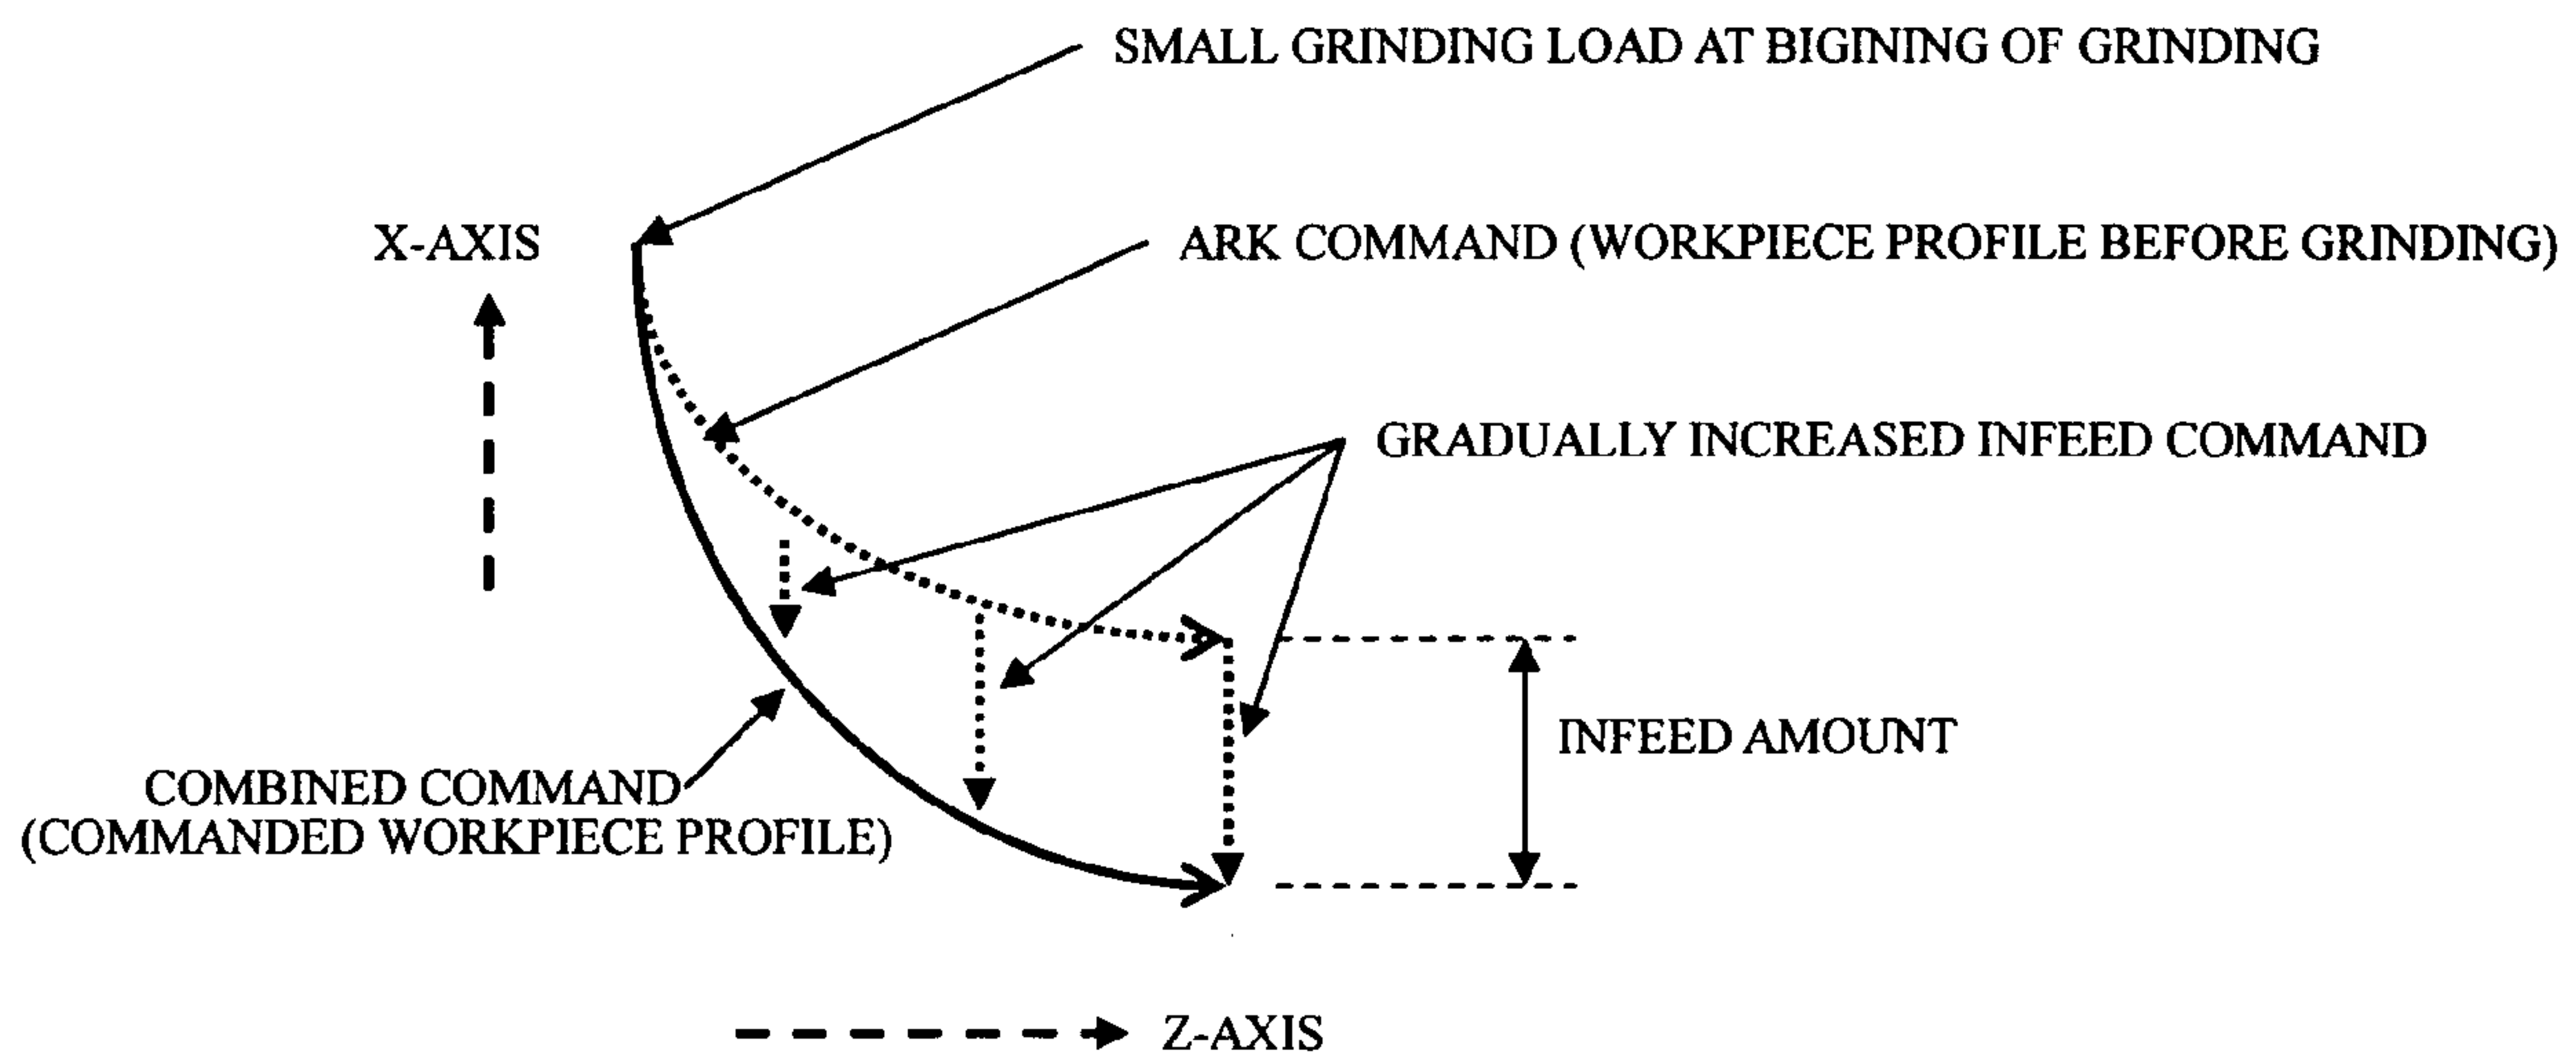 SMALL GRINDING LOAD AT BIGINING OF GRINDING
X-AXIS
ARK COMMAND (WORKPIECE PROFILE BEFORE GRINDING)
GRADUALLY INCREASED INFEED COMMAND
INFEED AMOUNT
COMBINED COMMAND
(COMMANDED WORKPIECE PROFILE)
Z-AXIS